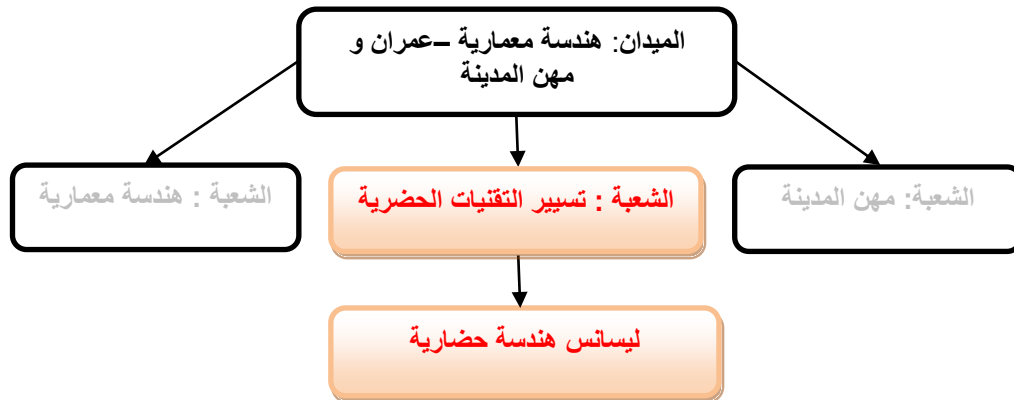 الميدان: هندسة معمارية –عمران و
مهن المدينة
الشعبة: مهن المدينة
الشعبة : تسيير التقنيات الحضرية
الشعبة : هندسة معمارية
ليسانس هندسة حضارية